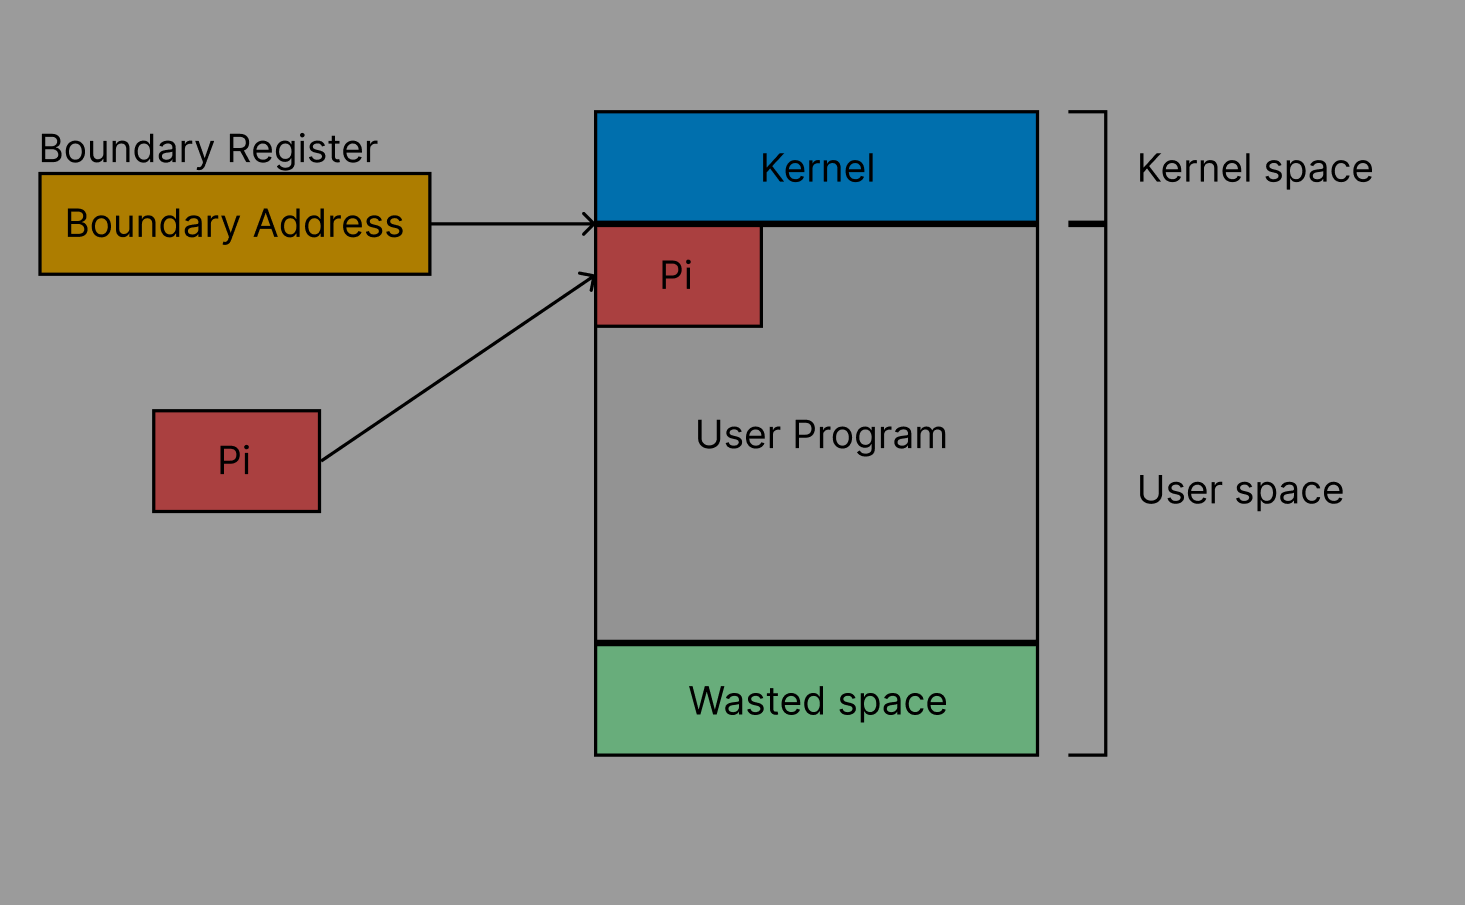 Boundary Register
Boundary Address
Pi
Kernel
Pi
User Program
Wasted space
Kernel space
User space